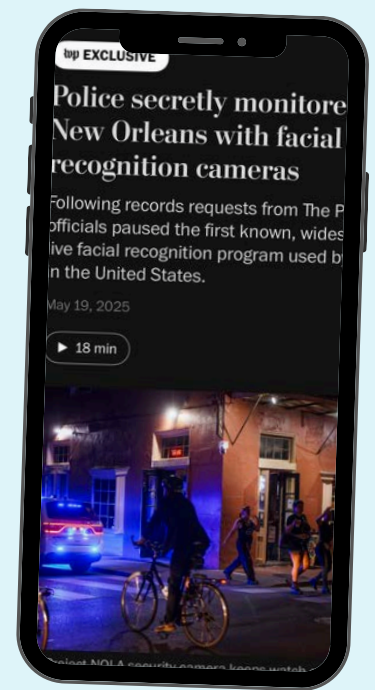 wp EXCLUSIVE
Police secretly monitore
New Orleans with facial
recognition cameras
Following records requests from The P
officials paused the first known, wides
live facial recognition program used b
in the United States.
May 19, 2025
18 min
Project NOLA security camera keeps watch